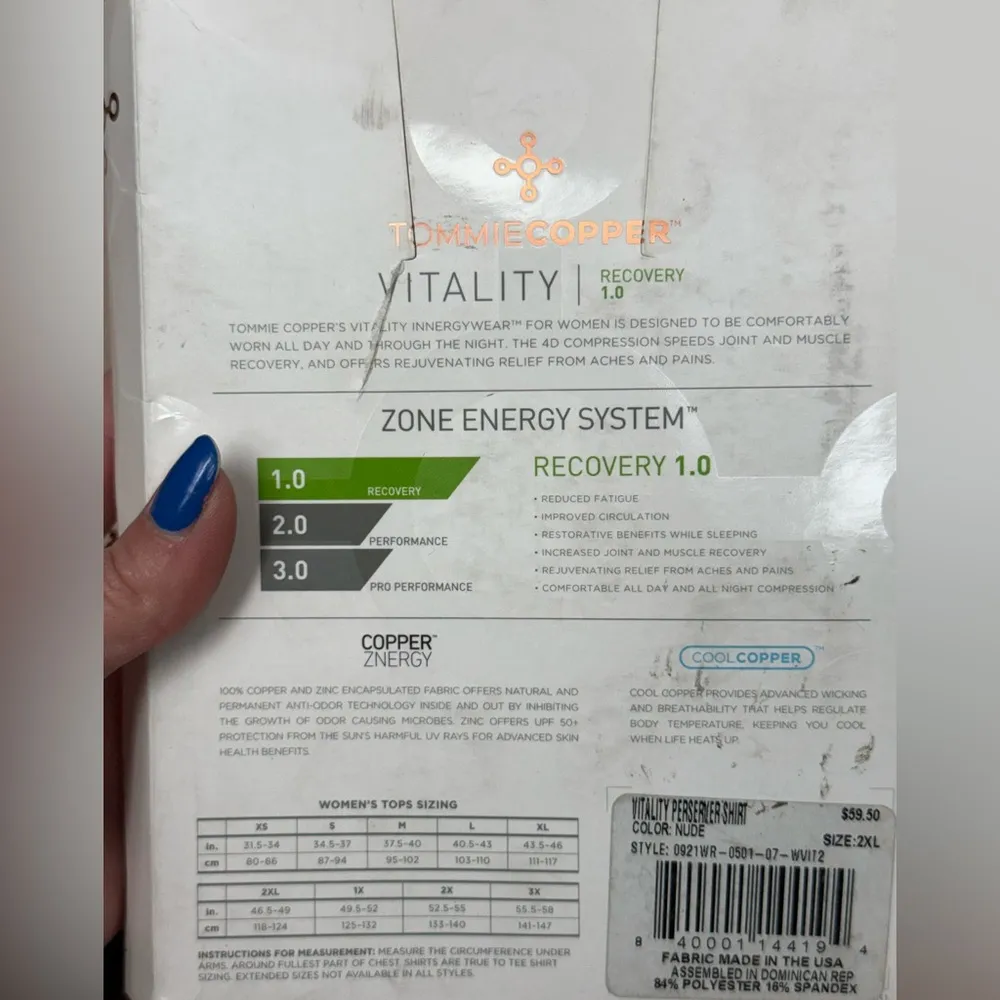 TOMMIECOPPER™
VITALITY | RECOVERY
1.0
TOMMIE COPPER'S VITALITY INNERGYWEAR™ FOR WOMEN IS DESIGNED TO BE COMFORTABLY
WORN ALL DAY AND THROUGH THE NIGHT. THE 4D COMPRESSION SPEEDS JOINT AND MUSCLE
RECOVERY, AND OFFERS REJUVENATING RELIEF FROM ACHES AND PAINS.
ZONE ENERGY SYSTEM™
1.0 RECOVERY
2.0 PERFORMANCE
3.0 PRO PERFORMANCE
RECOVERY 1.0
• REDUCED FATIGUE
• IMPROVED CIRCULATION
• RESTORATIVE BENEFITS WHILE SLEEPING
• INCREASED JOINT AND MUSCLE RECOVERY
• REJUVENATING RELIEF FROM ACHES AND PAINS
• COMFORTABLE ALL DAY AND ALL NIGHT COMPRESSION
COPPER™
ZNERGY
100% COPPER AND ZINC ENCAPSULATED FABRIC OFFERS NATURAL AND
PERMANENT ANTI-ODOR TECHNOLOGY INSIDE AND OUT BY INHIBITING
THE GROWTH OF ODOR CAUSING MICROBES. ZINC OFFERS UPF 50+
PROTECTION FROM THE SUN'S HARMFUL UV RAYS FOR ADVANCED SKIN
HEALTH BENEFITS.
COOLCOPPER™
COOL COPPER PROVIDES ADVANCED WICKING
AND BREATHABILITY THAT HELPS REGULATE
BODY TEMPERATURE, KEEPING YOU COOL
WHEN LIFE HEATS UP.
WOMEN'S TOPS SIZING
XS S M L XL
in. 31.5-34 34.5-37 37.5-40 40.5-43 43.5-46
cm 80-86 87-94 95-102 103-110 111-117
2XL 1X 2X 3X
in. 46.5-49 49.5-52 52.5-55 55.5-58
cm 118-124 125-132 133-140 141-147
INSTRUCTIONS FOR MEASUREMENT: MEASURE THE CIRCUMFERENCE UNDER
ARMS, AROUND FULLEST PART OF CHEST. SHIRTS ARE TRUE TO TEE SHIRT
SIZING. EXTENDED SIZES NOT AVAILABLE IN ALL STYLES.
VITALITY SHIRT $59.50
COLOR: NUDE SIZE:2XL
STYLE: 0921WR-0501-07-WVIT2
8 40001 14419 4
FABRIC MADE IN THE USA
ASSEMBLED IN DOMINICAN REP
84% POLYESTER 16% SPANDEX